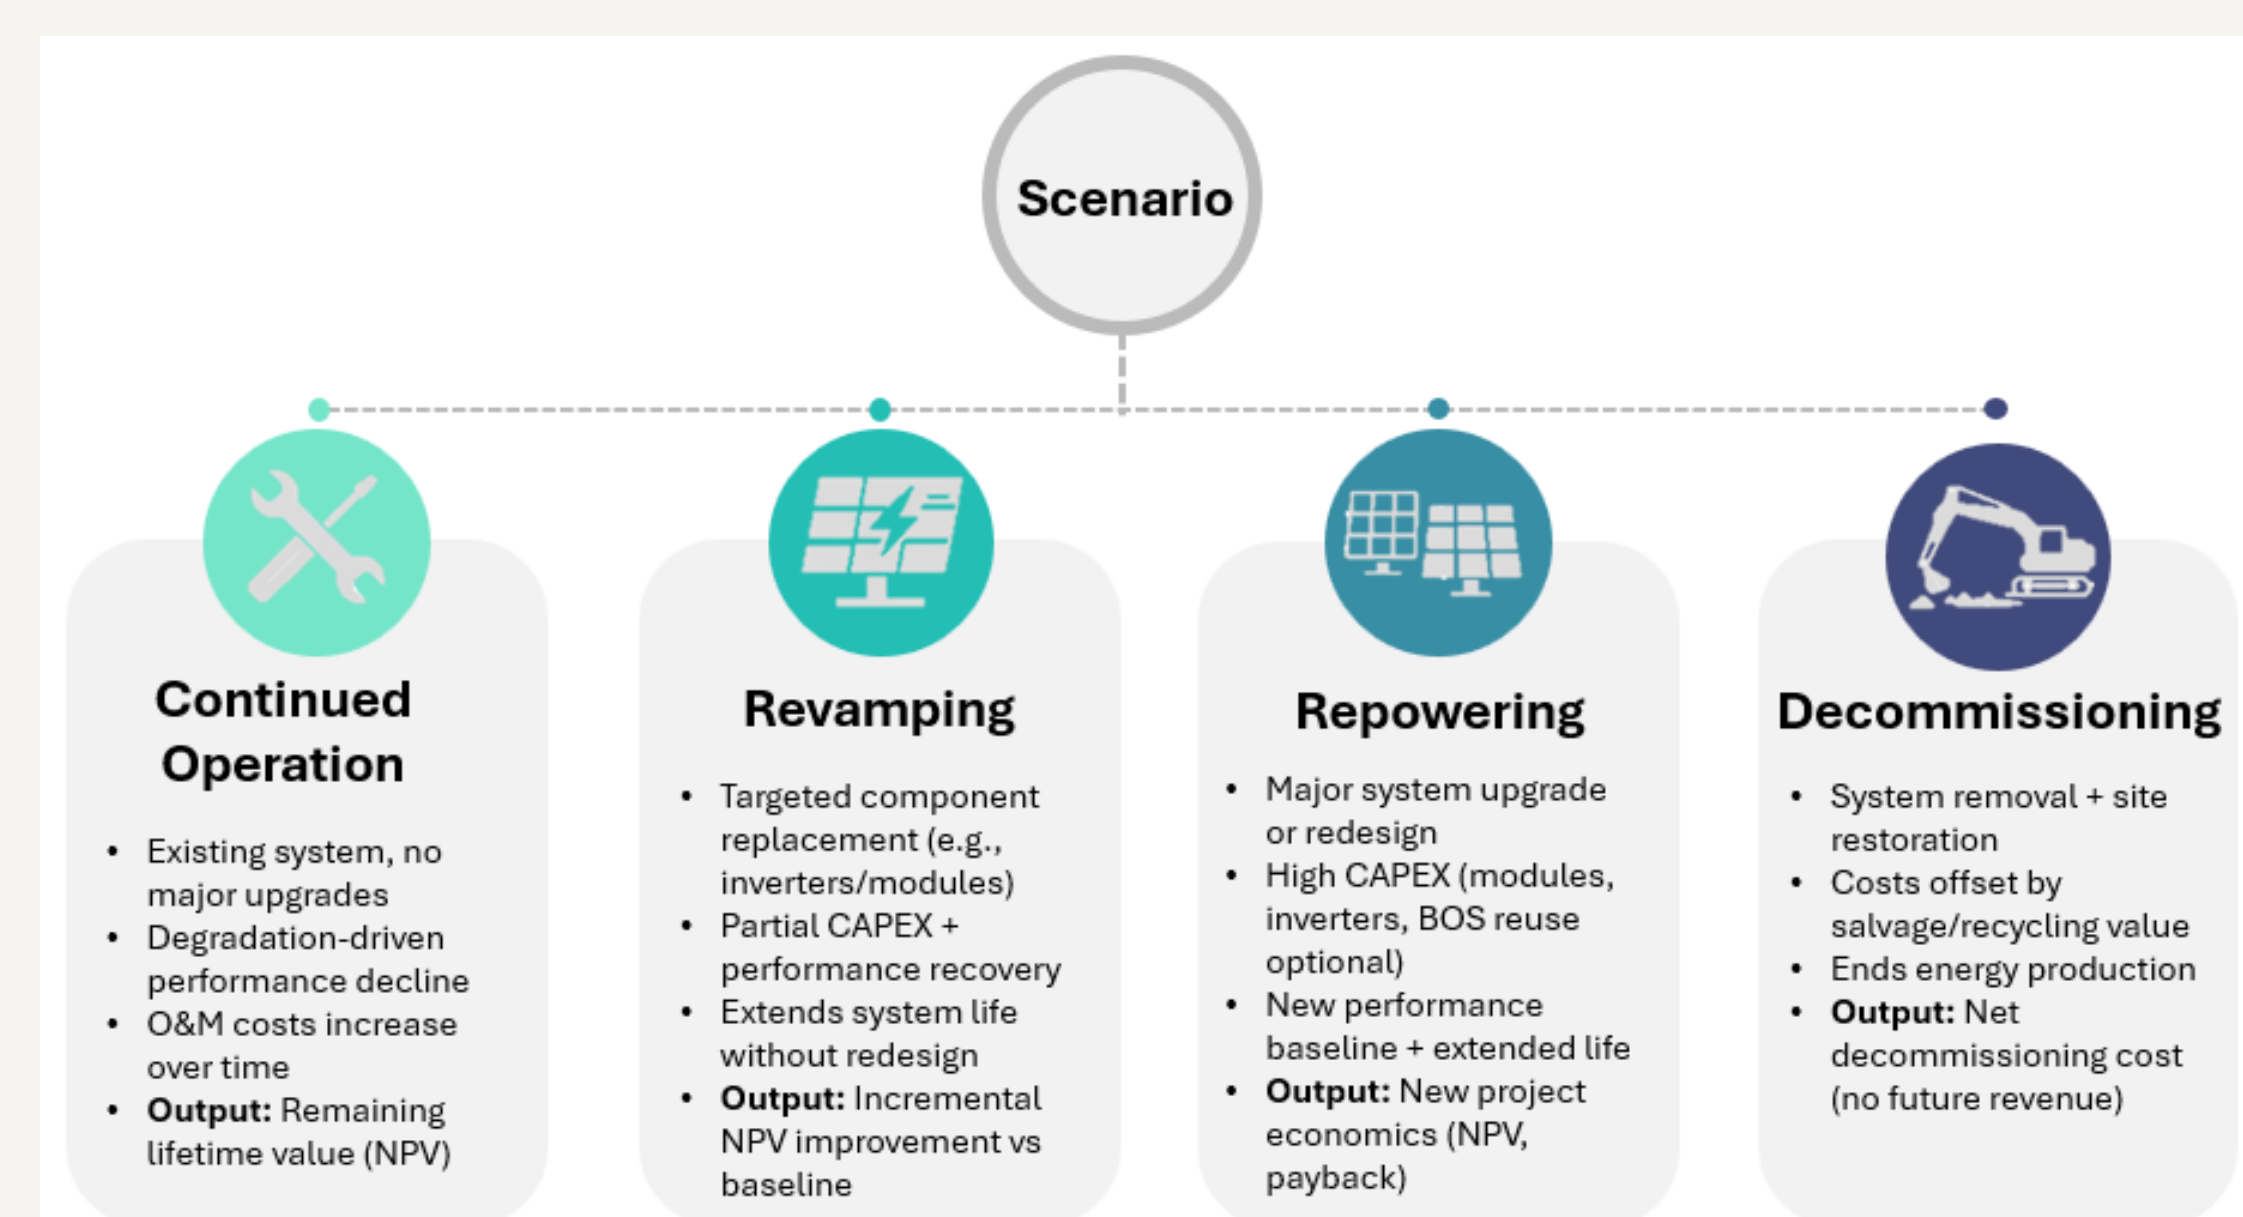 Scenario
Continued
Operation
• Existing system, no
major upgrades
• Degradation-driven
performance decline
• O&M costs increase
over time
• Output: Remaining
lifetime value (NPV)
Revamping
• Targeted component
replacement (e.g.,
inverters/modules)
• Partial CAPEX +
performance recovery
• Extends system life
without redesign
• Output: Incremental
NPV improvement vs
baseline
Repowering
• Major system upgrade
or redesign
• High CAPEX (modules,
inverters, BOS reuse
optional)
• New performance
baseline + extended life
• Output: New project
economics (NPV,
payback)
Decommissioning
• System removal + site
restoration
• Costs offset by
salvage/recycling value
• Ends energy production
• Output: Net
decommissioning cost
(no future revenue)